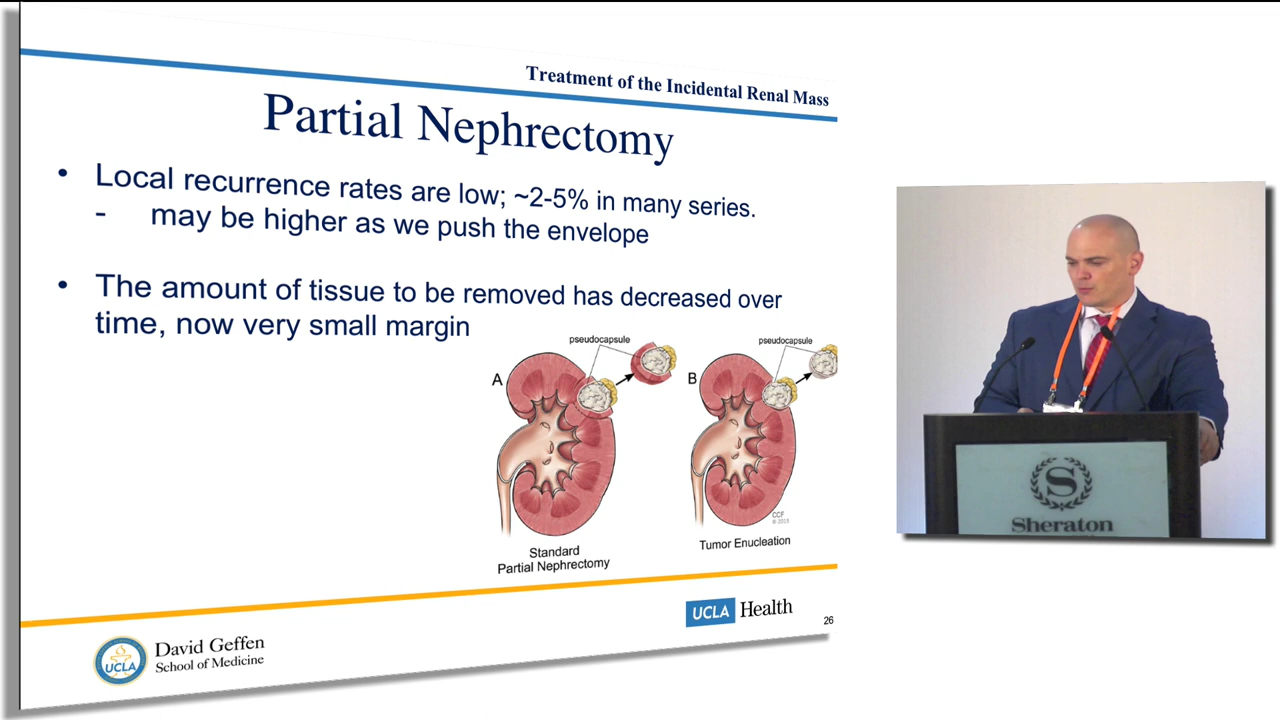 Treatment of the Incidental Renal Mass
Partial Nephrectomy
• Local recurrence rates are low; ~2-5% in many series.
- may be higher as we push the envelope
• The amount of tissue to be removed has decreased over
time, now very small margin
pseudocapsule
pseudocapsule
A
B
CCF
© 2015
Standard
Partial Nephrectomy
Tumor Enucleation
UCLA Health
26
UCLA
David Geffen
School of Medicine
S
Sheraton